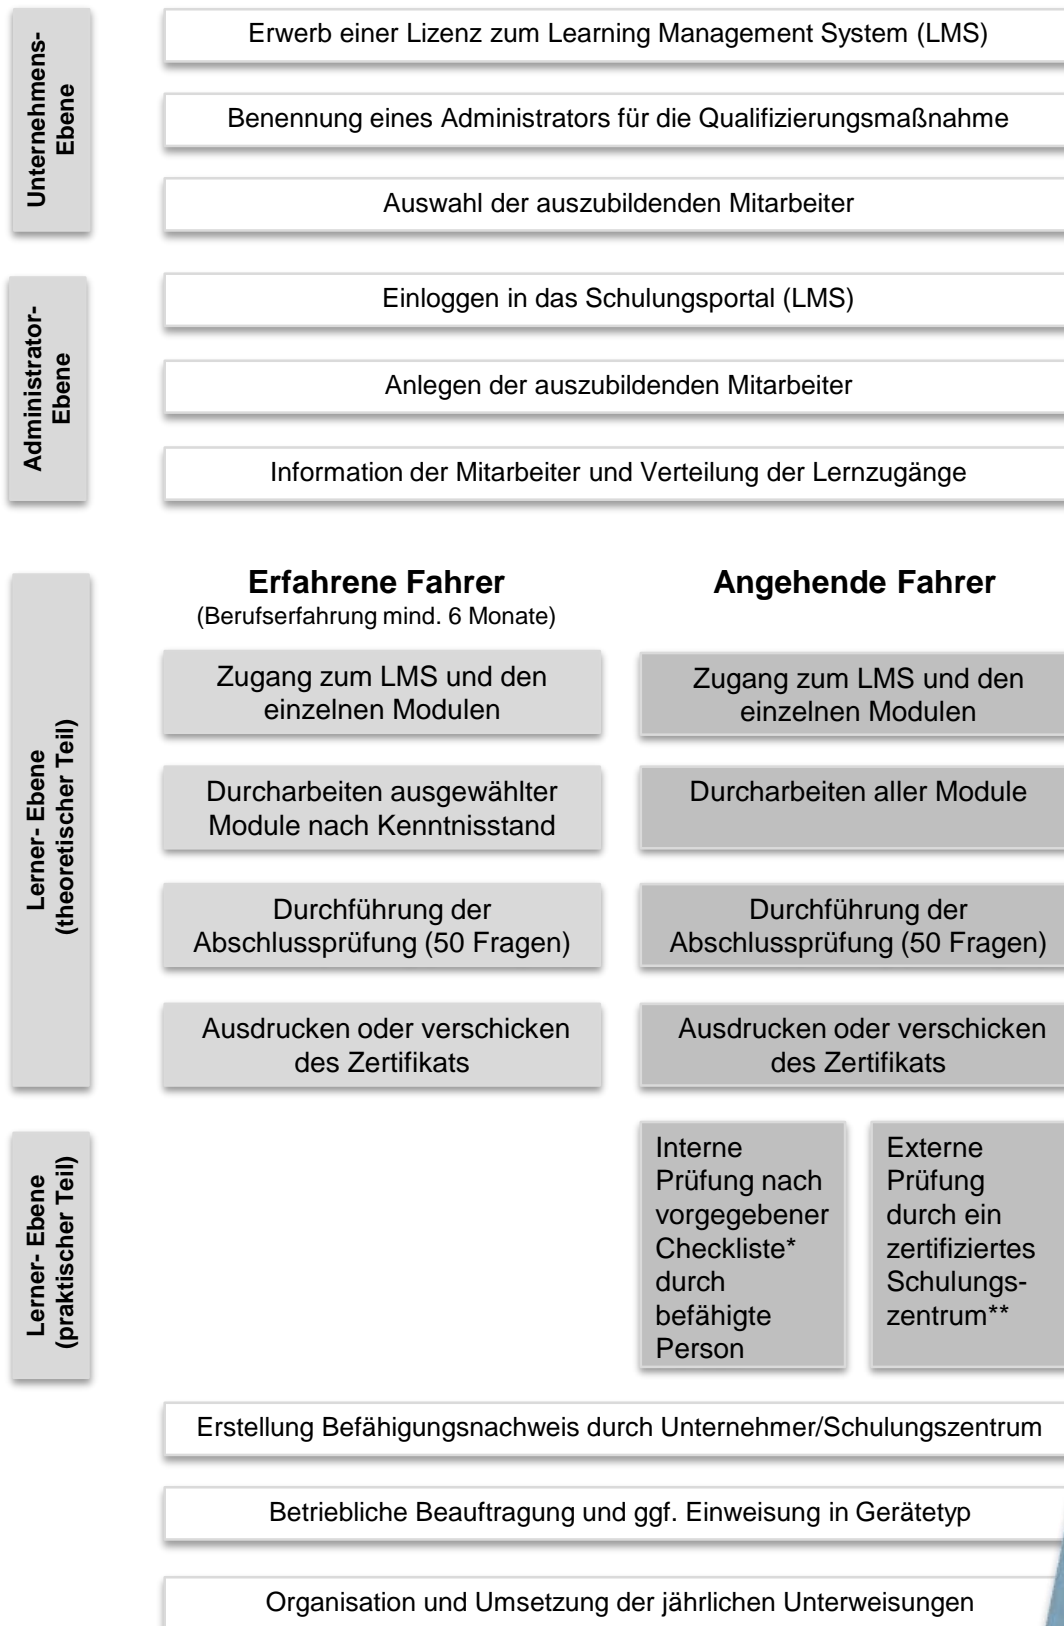 Unternehmens-
Ebene
Erwerb einer Lizenz zum Learning Management System (LMS)
Benennung eines Administrators für die Qualifizierungsmaßnahme
Auswahl der auszubildenden Mitarbeiter
Administrator-
Ebene
Einloggen in das Schulungsportal (LMS)
Anlegen der auszubildenden Mitarbeiter
Information der Mitarbeiter und Verteilung der Lernzugänge
Lerner- Ebene
(theoretischer Teil)
Erfahrene Fahrer
(Berufserfahrung mind. 6 Monate)
Zugang zum LMS und den
einzelnen Modulen
Durcharbeiten ausgewählter
Module nach Kenntnisstand
Durchführung der
Abschlussprüfung (50 Fragen)
Ausdrucken oder verschicken
des Zertifikats
Angehende Fahrer
Zugang zum LMS und den
einzelnen Modulen
Durcharbeiten aller Module
Durchführung der
Abschlussprüfung (50 Fragen)
Ausdrucken oder verschicken
des Zertifikats
Lerner- Ebene
(praktischer Teil)
Interne
Prüfung nach
vorgegebener
Checkliste*
durch
befähigte
Person
Externe
Prüfung
durch ein
zertifiziertes
Schulungs-
zentrum**
Erstellung Befähigungsnachweis durch Unternehmer/Schulungszentrum
Betriebliche Beauftragung und ggf. Einweisung in Gerätetyp
Organisation und Umsetzung der jährlichen Unterweisungen